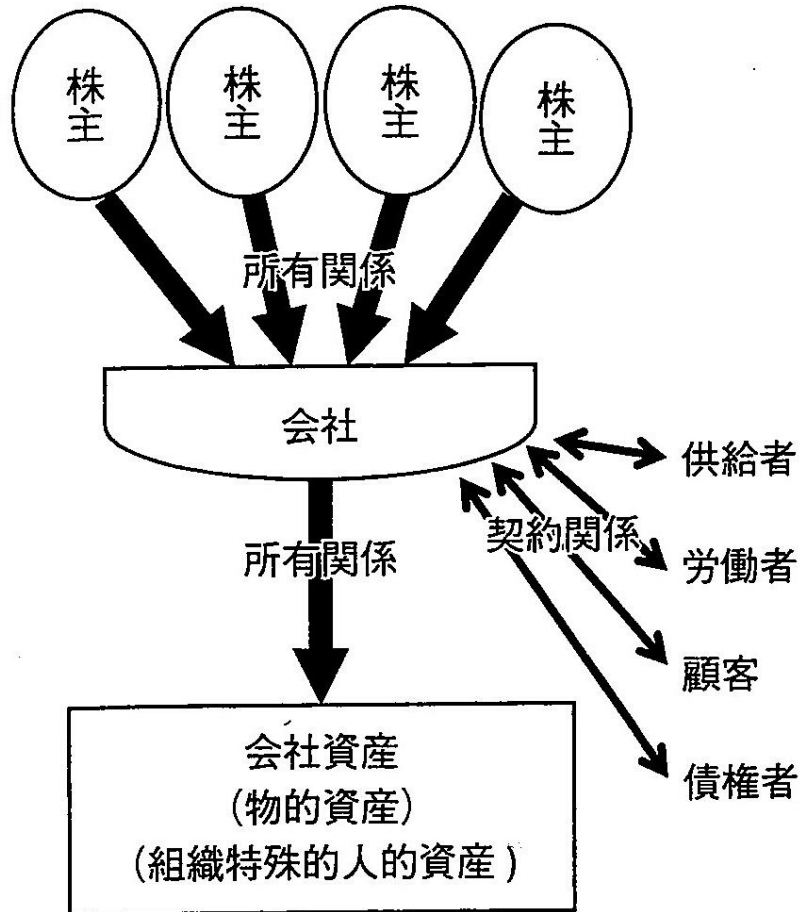 株主
株主
株主
株主
所有関係
会社
供給者
契約関係
所有関係
労働者
顧客
会社資産
(物的資産)
(組織特殊的人的資産)
債権者